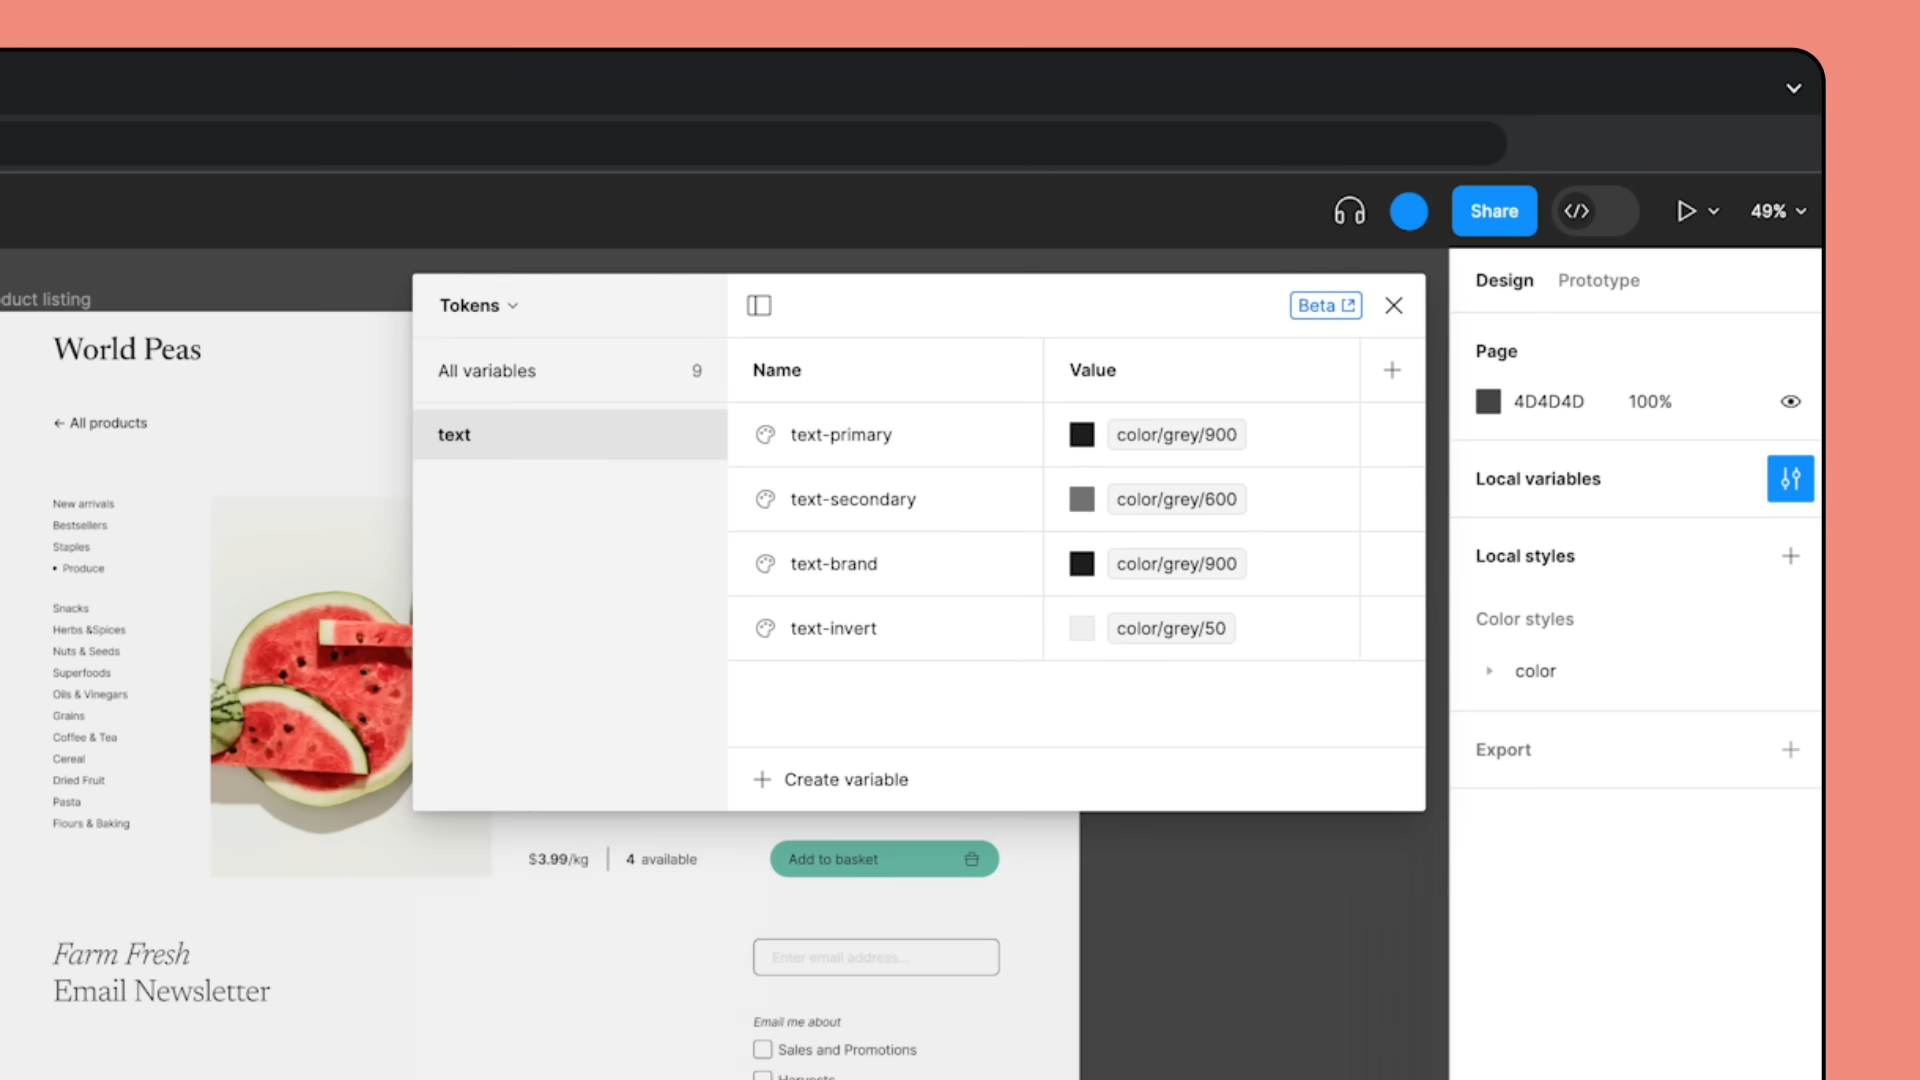 Share
49%
duct listing
World Peas
← All products
New arrivals
Bestsellers
Staples
• Produce
Snacks
Herbs &Spices
Nuts & Seeds
Superfoods
Oils & Vinegars
Grains
Coffee & Tea
Cereal
Dried Fruit
Pasta
Flours & Baking
$3.99/kg
4 available
Add to basket
Farm Fresh
Email Newsletter
Enter email address...
Email me about
Sales and Promotions
Harvests
Tokens
Beta
All variables 9
text
Name Value
text-primary color/grey/900
text-secondary color/grey/600
text-brand color/grey/900
text-invert color/grey/50
+ Create variable
Design Prototype
Page
4D4D4D 100%
Local variables
Local styles
Color styles
color
Export